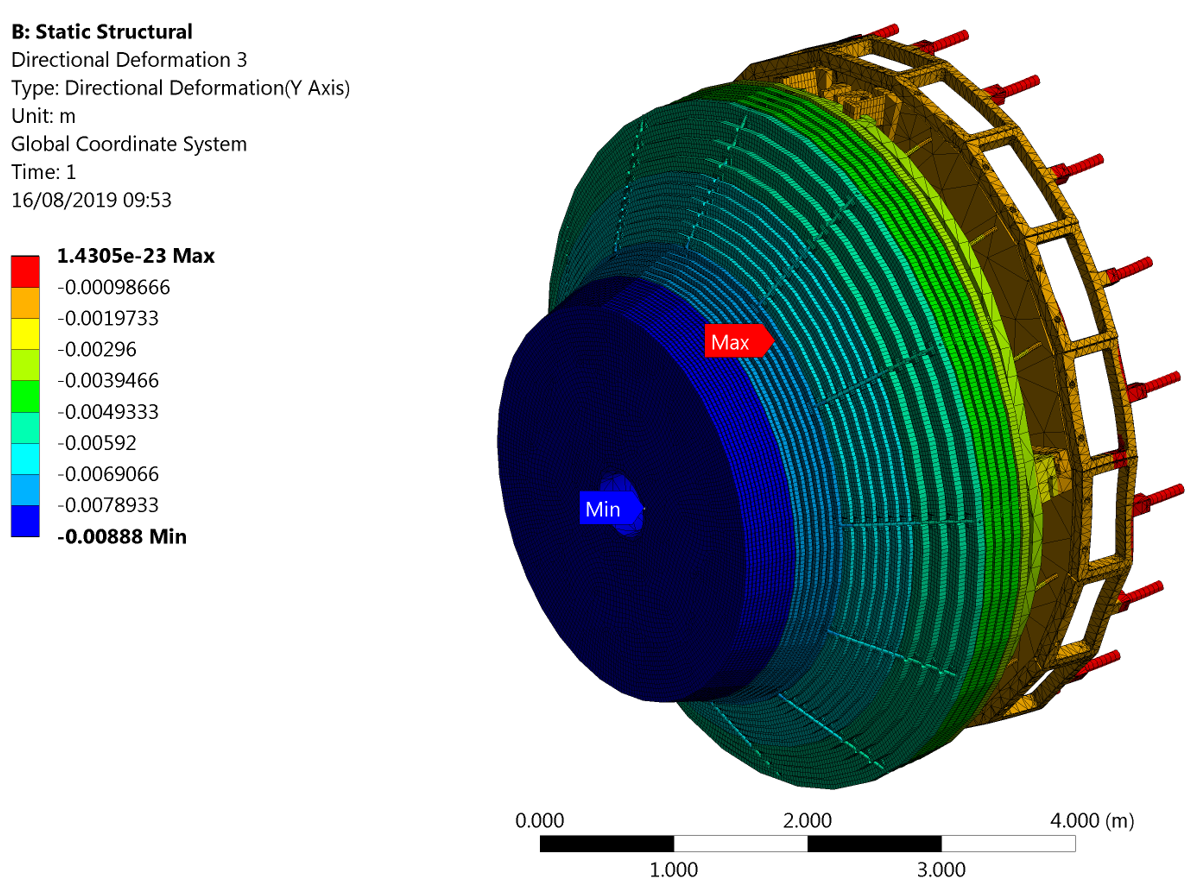 B: Static Structural
Directional Deformation 3
Type: Directional Deformation(Y Axis)
Unit: m
Global Coordinate System
Time: 1
16/08/2019 09:53
1.4305e-23 Max
-0.00098666
-0.0019733
-0.00296
-0.0039466
-0.0049333
-0.00592
-0.0069066
-0.0078933
-0.00888 Min
Max
Min
0.000 2.000 4.000 (m)
1.000 3.000